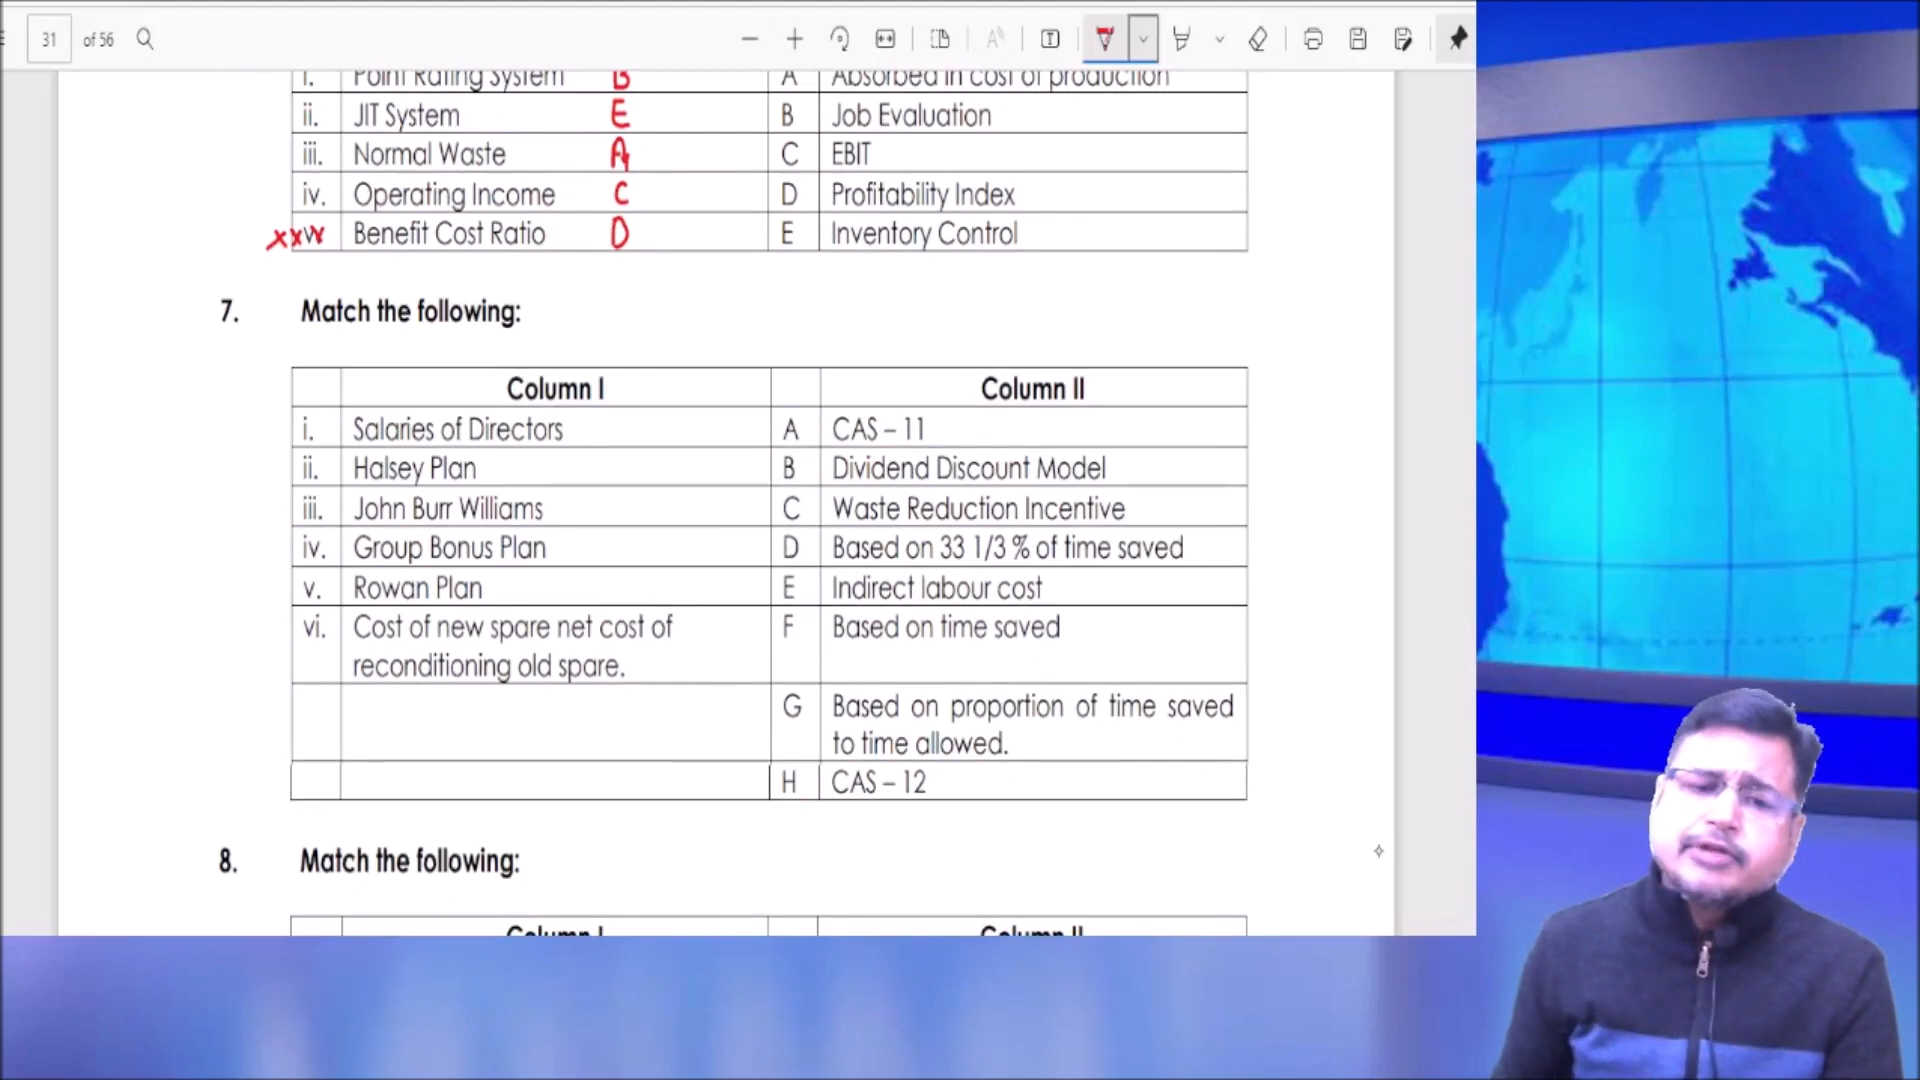 31 of 56
i. Point Rating System B A Absorbed in cost of production
ii. JIT System E B Job Evaluation
iii. Normal Waste A C EBIT
iv. Operating Income C D Profitability Index
xxv Benefit Cost Ratio D E Inventory Control
7. Match the following:
Column I Column II
i. Salaries of Directors A CAS – 11
ii. Halsey Plan B Dividend Discount Model
iii. John Burr Williams C Waste Reduction Incentive
iv. Group Bonus Plan D Based on 33 1/3 % of time saved
v. Rowan Plan E Indirect labour cost
vi. Cost of new spare net cost of F Based on time saved
reconditioning old spare.
G Based on proportion of time saved
to time allowed.
H CAS – 12
8. Match the following:
Column I Column II